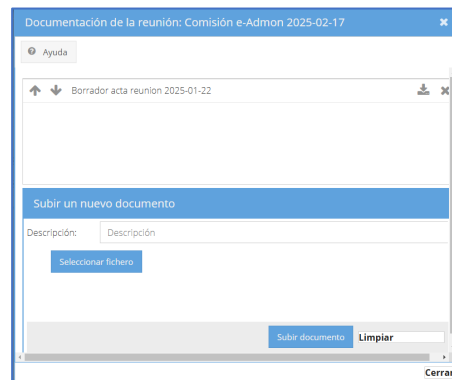 Documentación de la reunión: Comisión e-Admon 2025-02-17
Ayuda
Borrador acta reunion 2025-01-22
Subir un nuevo documento
Descripción: Descripción
Seleccionar fichero
Subir documento Limpiar
Cerrar